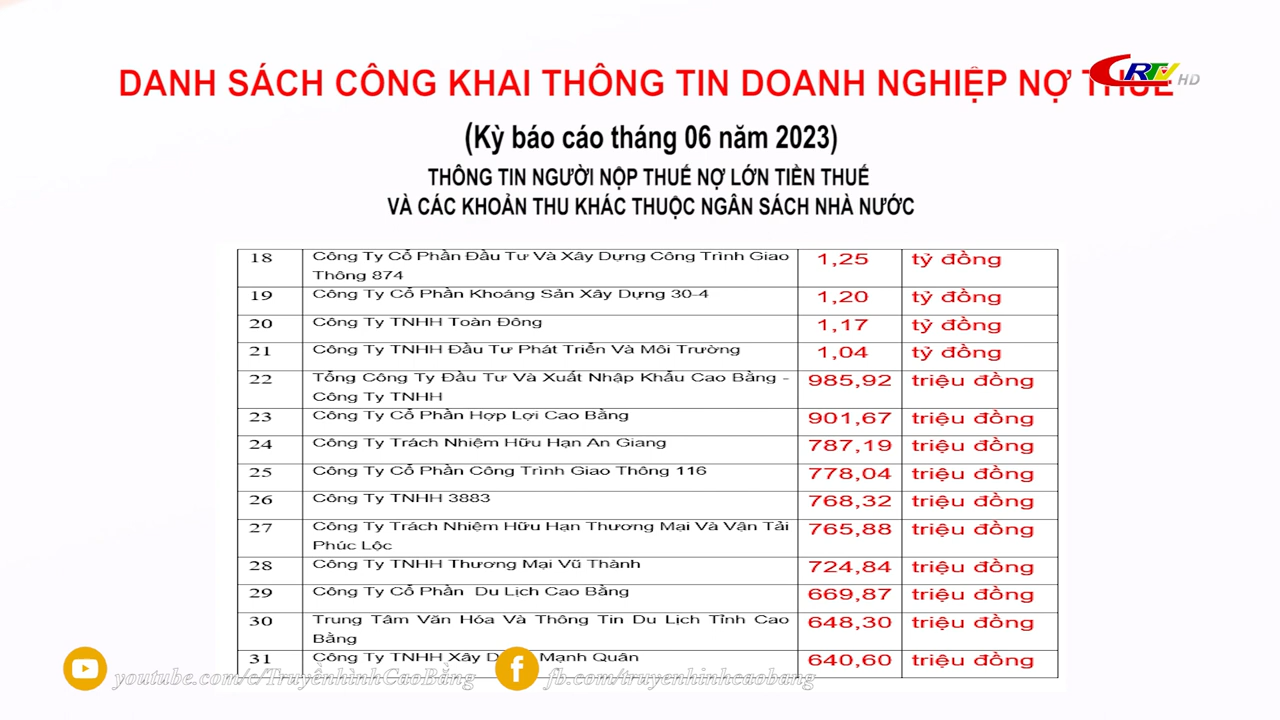 DANH SÁCH CÔNG KHAI THÔNG TIN DOANH NGHIỆP NỢ THUẾ
CRTV HD
(Kỳ báo cáo tháng 06 năm 2023)
THÔNG TIN NGƯỜI NỘP THUẾ NỢ LỚN TIỀN THUẾ
VÀ CÁC KHOẢN THU KHÁC THUỘC NGÂN SÁCH NHÀ NƯỚC
18 Công Ty Cổ Phần Đầu Tư Và Xây Dựng Công Trình Giao 1,25 tỷ đồng
Thông 874
19 Công Ty Cổ Phần Khoáng Sản Xây Dựng 30-4 1,20 tỷ đồng
20 Công Ty TNHH Toàn Đông 1,17 tỷ đồng
21 Công Ty TNHH Đầu Tư Phát Triển Và Môi Trường 1,04 tỷ đồng
22 Tổng Công Ty Đầu Tư Và Xuất Nhập Khẩu Cao Bằng - 985,92 triệu đồng
Công Ty TNHH
23 Công Ty Cổ Phần Hợp Lợi Cao Bằng 901,67 triệu đồng
24 Công Ty Trách Nhiệm Hữu Hạn An Giang 787,19 triệu đồng
25 Công Ty Cổ Phần Công Trình Giao Thông 116 778,04 triệu đồng
26 Công Ty TNHH 3883 768,32 triệu đồng
27 Công Ty Trách Nhiệm Hữu Hạn Thương Mại Và Vận Tải 765,88 triệu đồng
Phúc Lộc
28 Công Ty TNHH Thương Mại Vũ Thành 724,84 triệu đồng
29 Công Ty Cổ Phần Du Lịch Cao Bằng 669,87 triệu đồng
30 Trung Tâm Văn Hóa Và Thông Tin Du Lịch Tỉnh Cao 648,30 triệu đồng
Bằng
31 Công Ty TNHH Xây Mạnh Quân 640,60 triệu đồng
youtube.com/c/TruyềnhìnhCaoBằng fb.com/truyenhinhcaobang